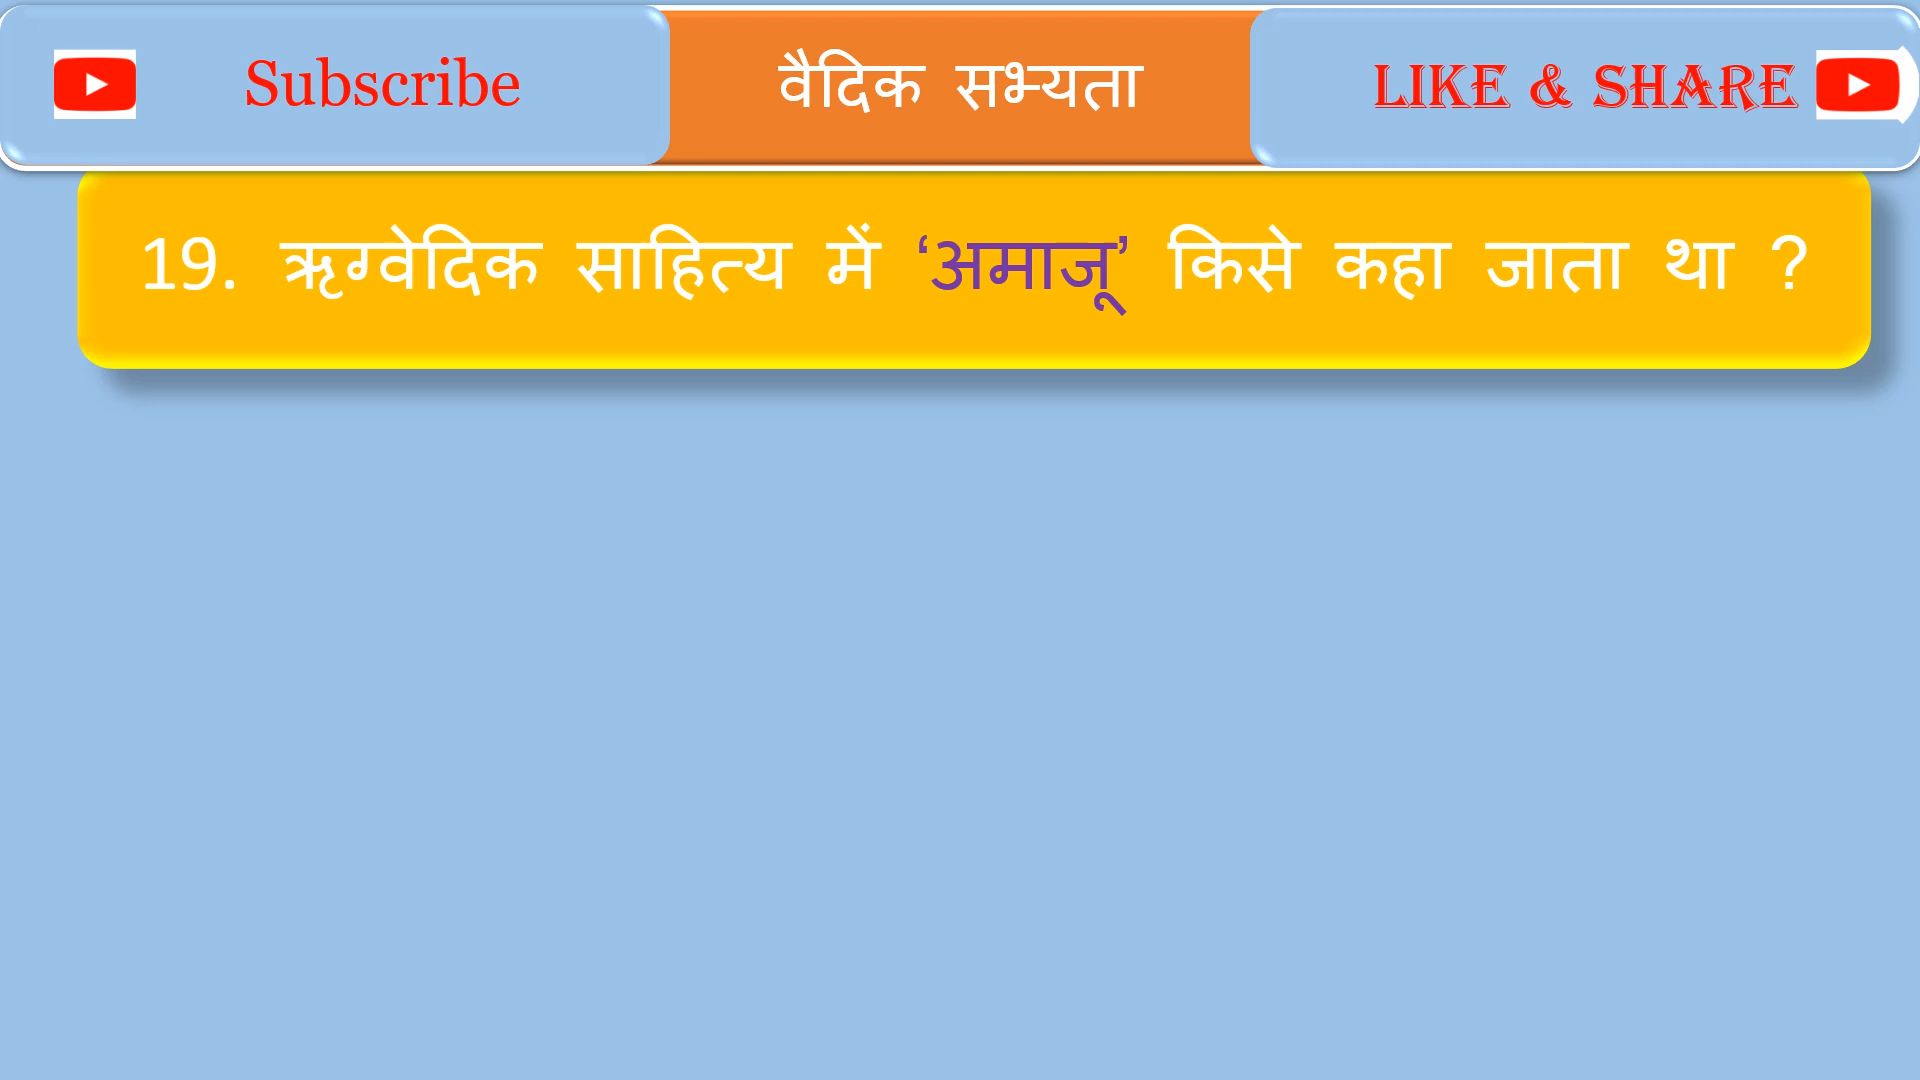 Subscribe
वैदिक सभ्यता
LIKE & SHARE
19. ऋग्वेदिक साहित्य में ‘अमाजू’ किसे कहा जाता था ?